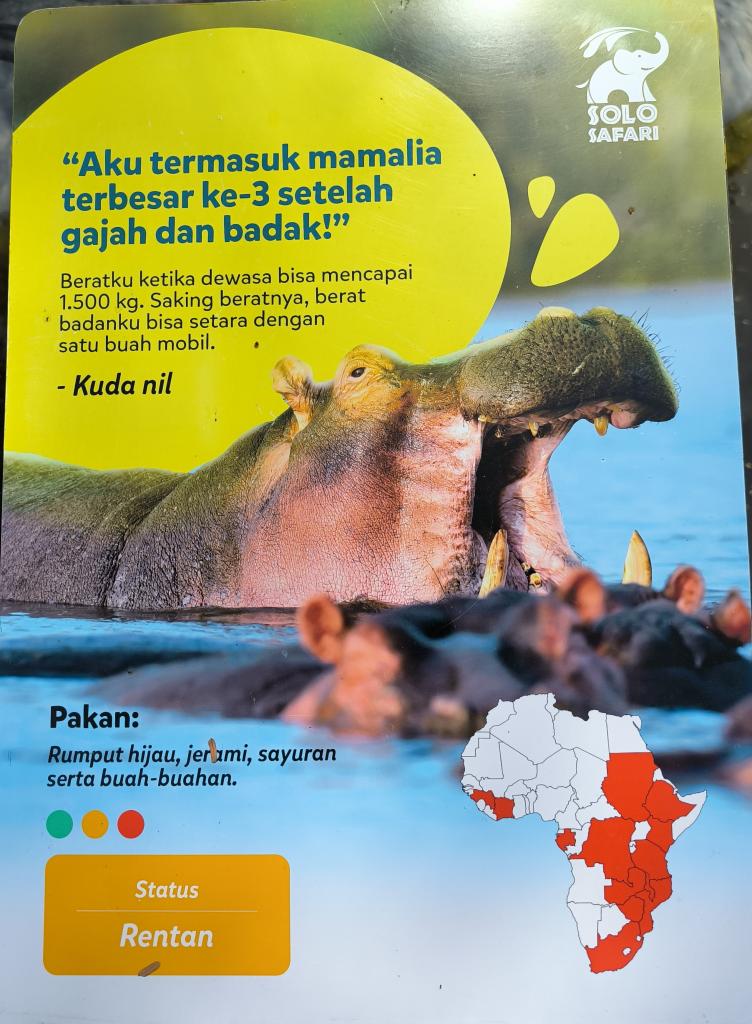 SOLO
SAFARI
“Aku termasuk mamalia
terbesar ke-3 setelah
gajah dan badak!”
Beratku ketika dewasa bisa mencapai
1.500 kg. Saking beratnya, berat
badanku bisa setara dengan
satu buah mobil.
- Kuda nil
Pakan:
Rumput hijau, jerami, sayuran
serta buah-buahan.
Status
Rentan